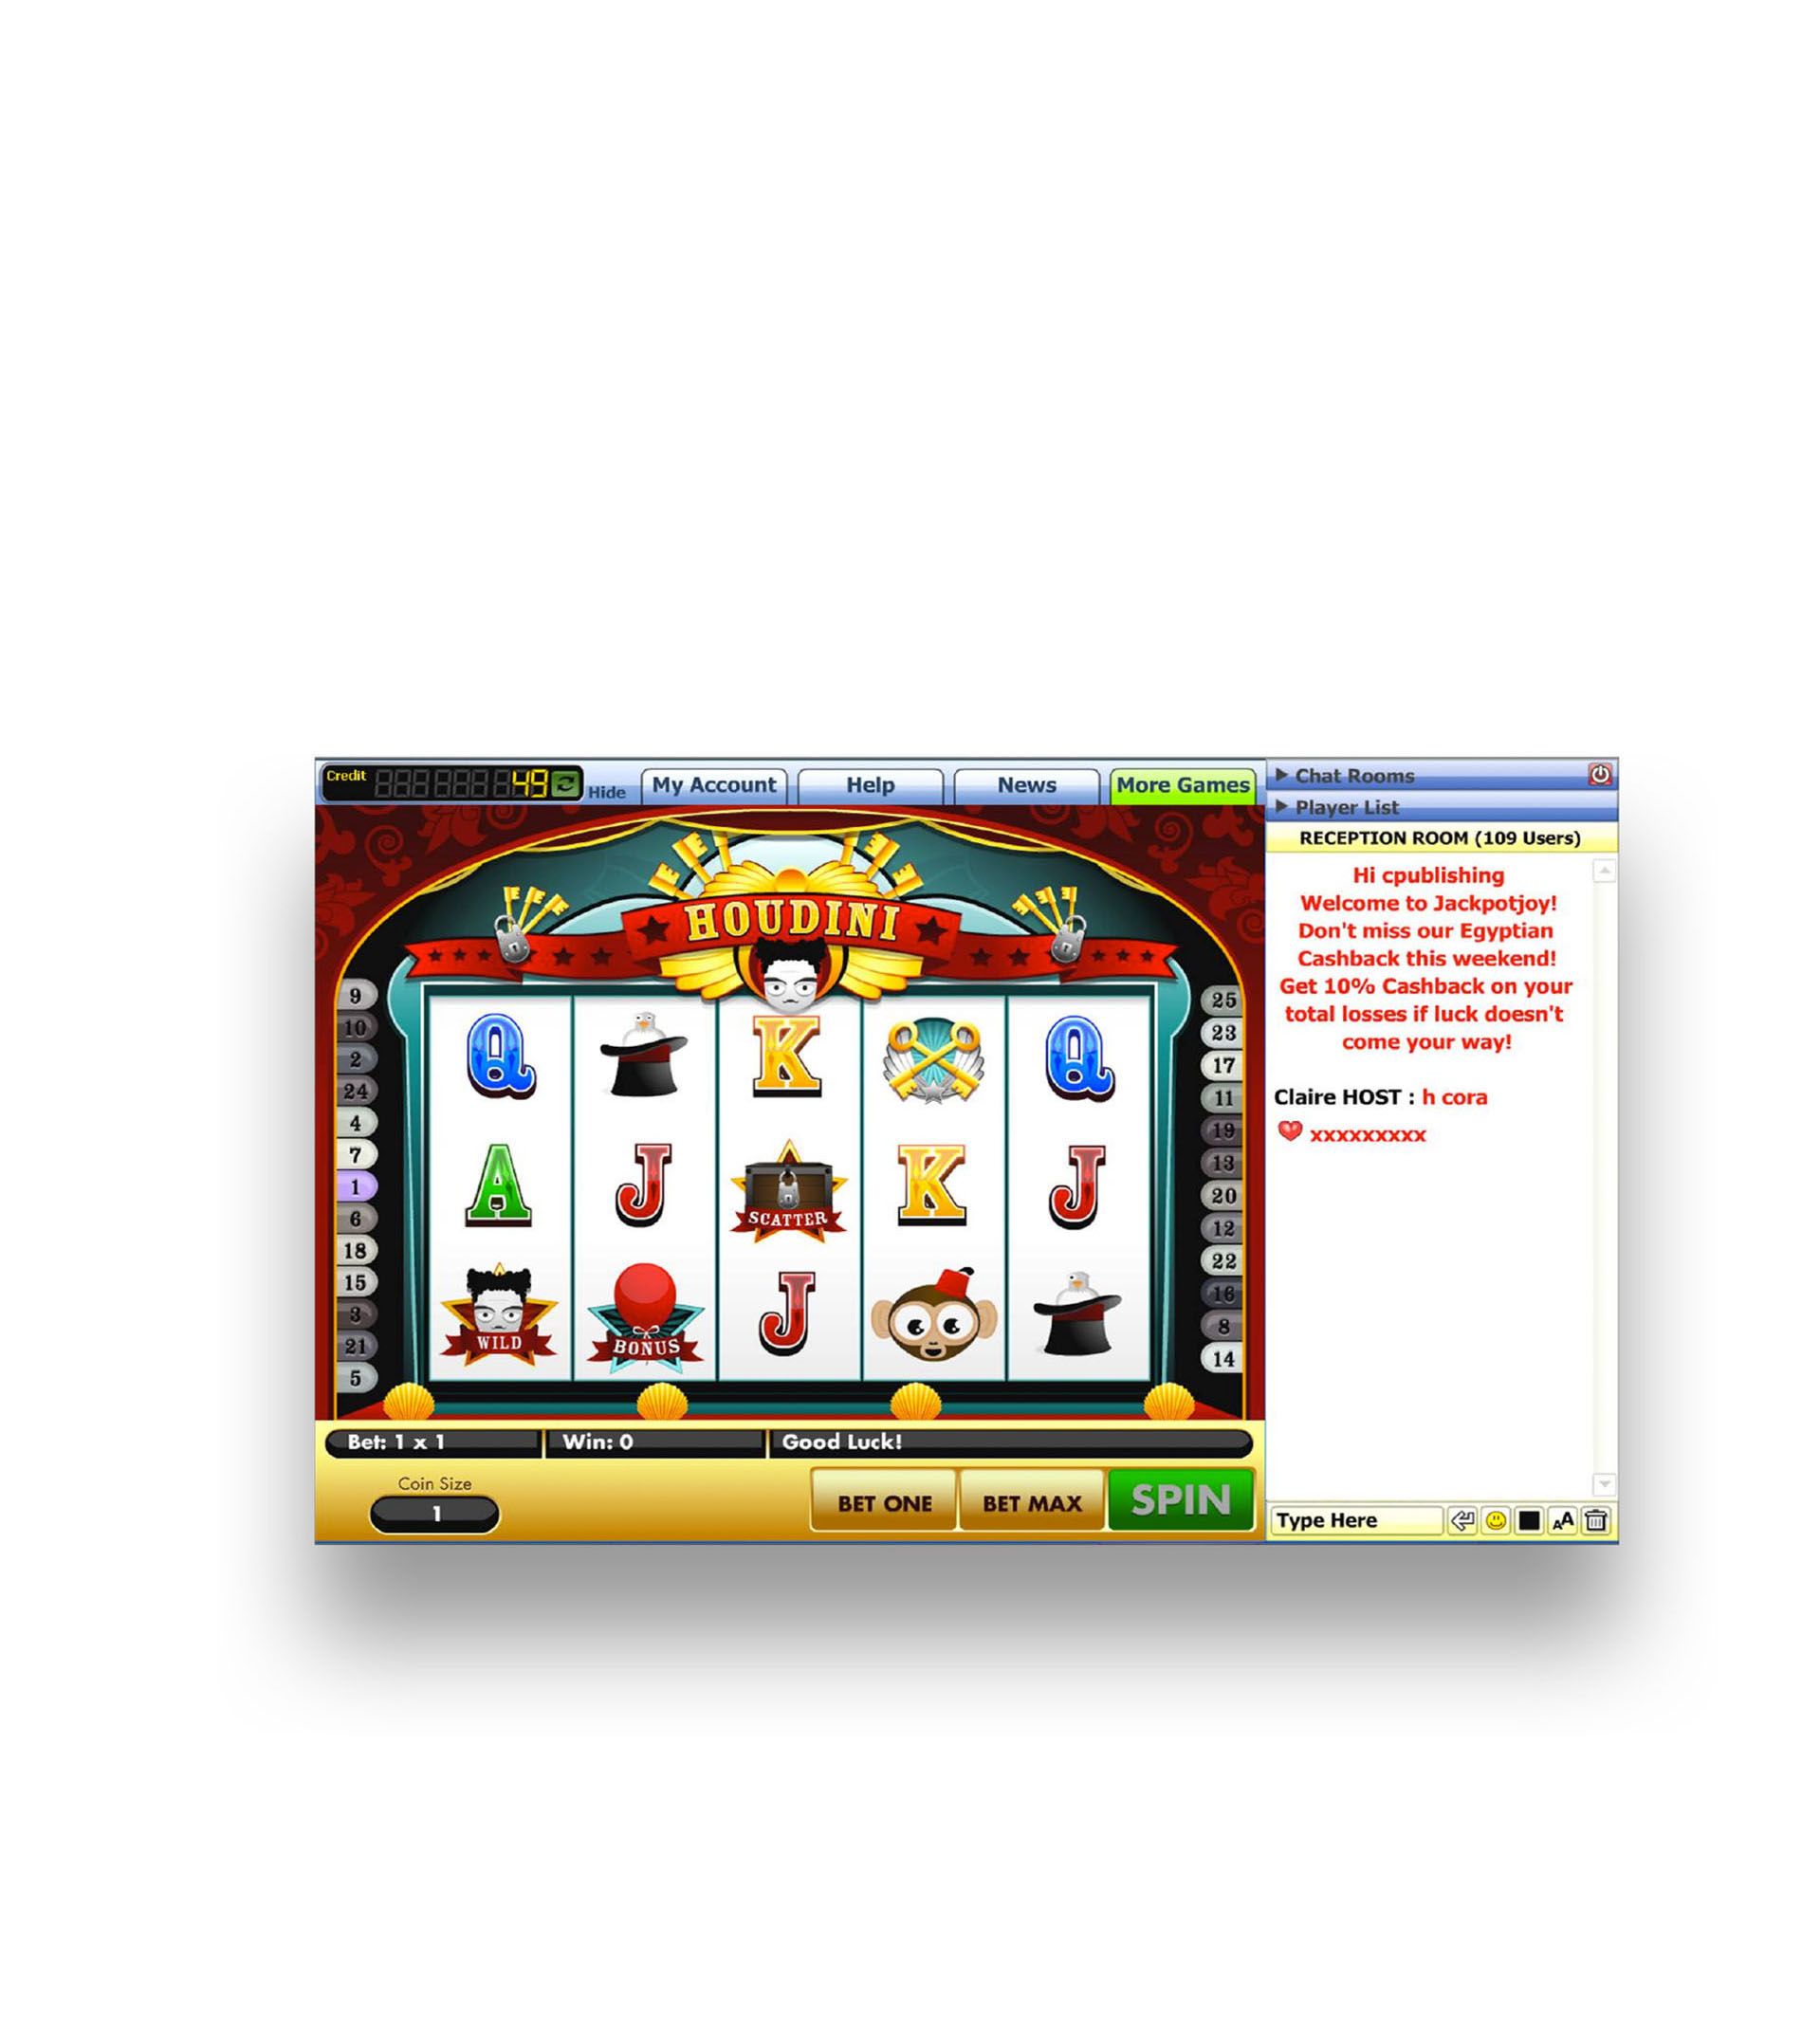 Credit 49 Hide My Account Help News More Games
Chat Rooms
Player List
RECEPTION ROOM (109 Users)
HOUDINI
9
10
2
24
4
7
1
6
18
15
3
21
5
Q K Q
A J K J
SCATTER
J
WILD BONUS
25
23
17
11
19
13
20
12
22
16
8
14
Bet: 1 x 1 Win: 0 Good Luck!
Coin Size
1
BET ONE BET MAX SPIN
Hi cpublishing
Welcome to Jackpotjoy!
Don't miss our Egyptian
Cashback this weekend!
Get 10% Cashback on your
total losses if luck doesn't
come your way!
Claire HOST : h cora
xxxxxxxxx
Type Here AA